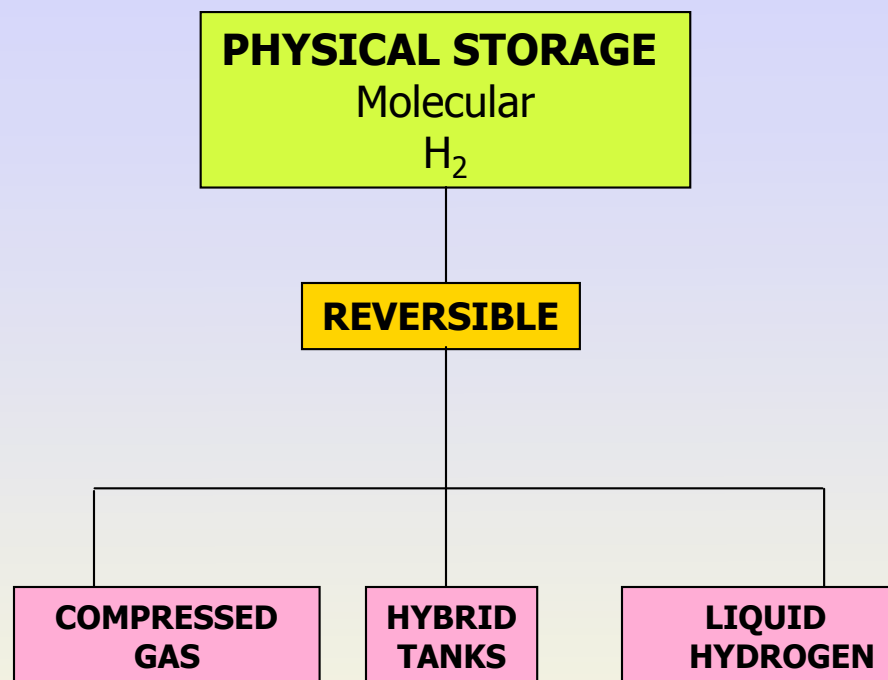 PHYSICAL STORAGE
Molecular
H₂
REVERSIBLE
COMPRESSED
GAS
HYBRID
TANKS
LIQUID
HYDROGEN